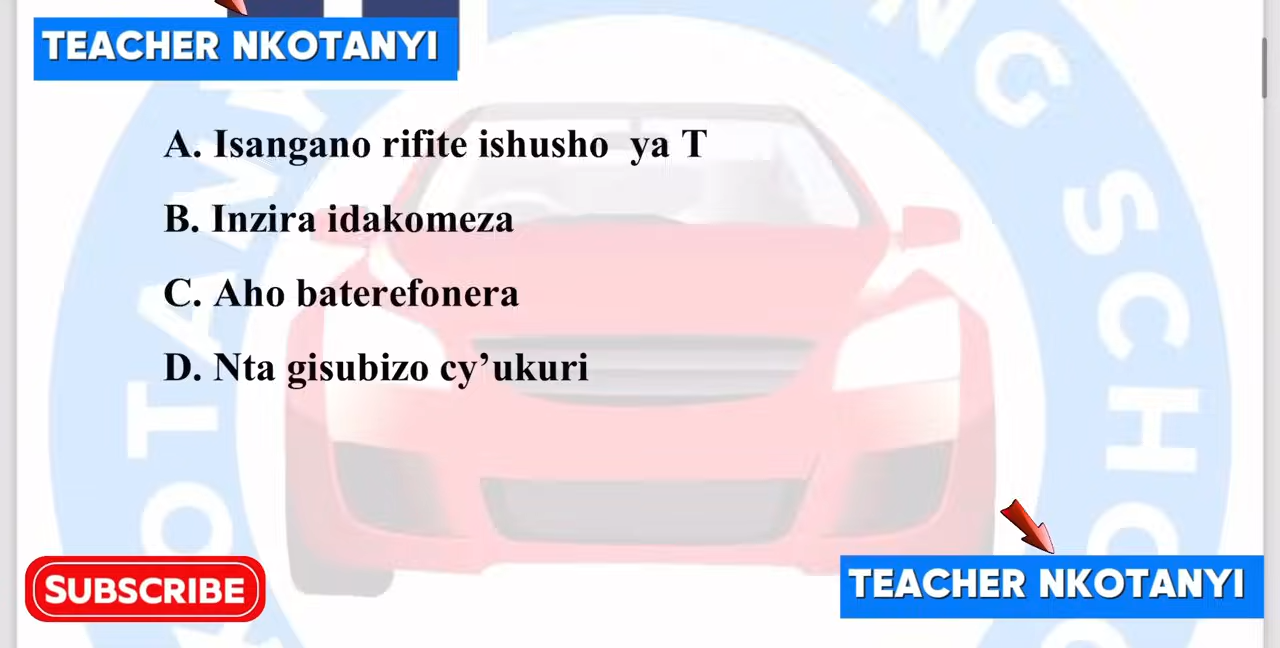 TEACHER NKOTANYI
A. Isangano rifite ishusho ya T
B. Inzira idakomeza
C. Aho baterefonera
D. Nta gisubizo cy'ukuri
SUBSCRIBE
TEACHER NKOTANYI